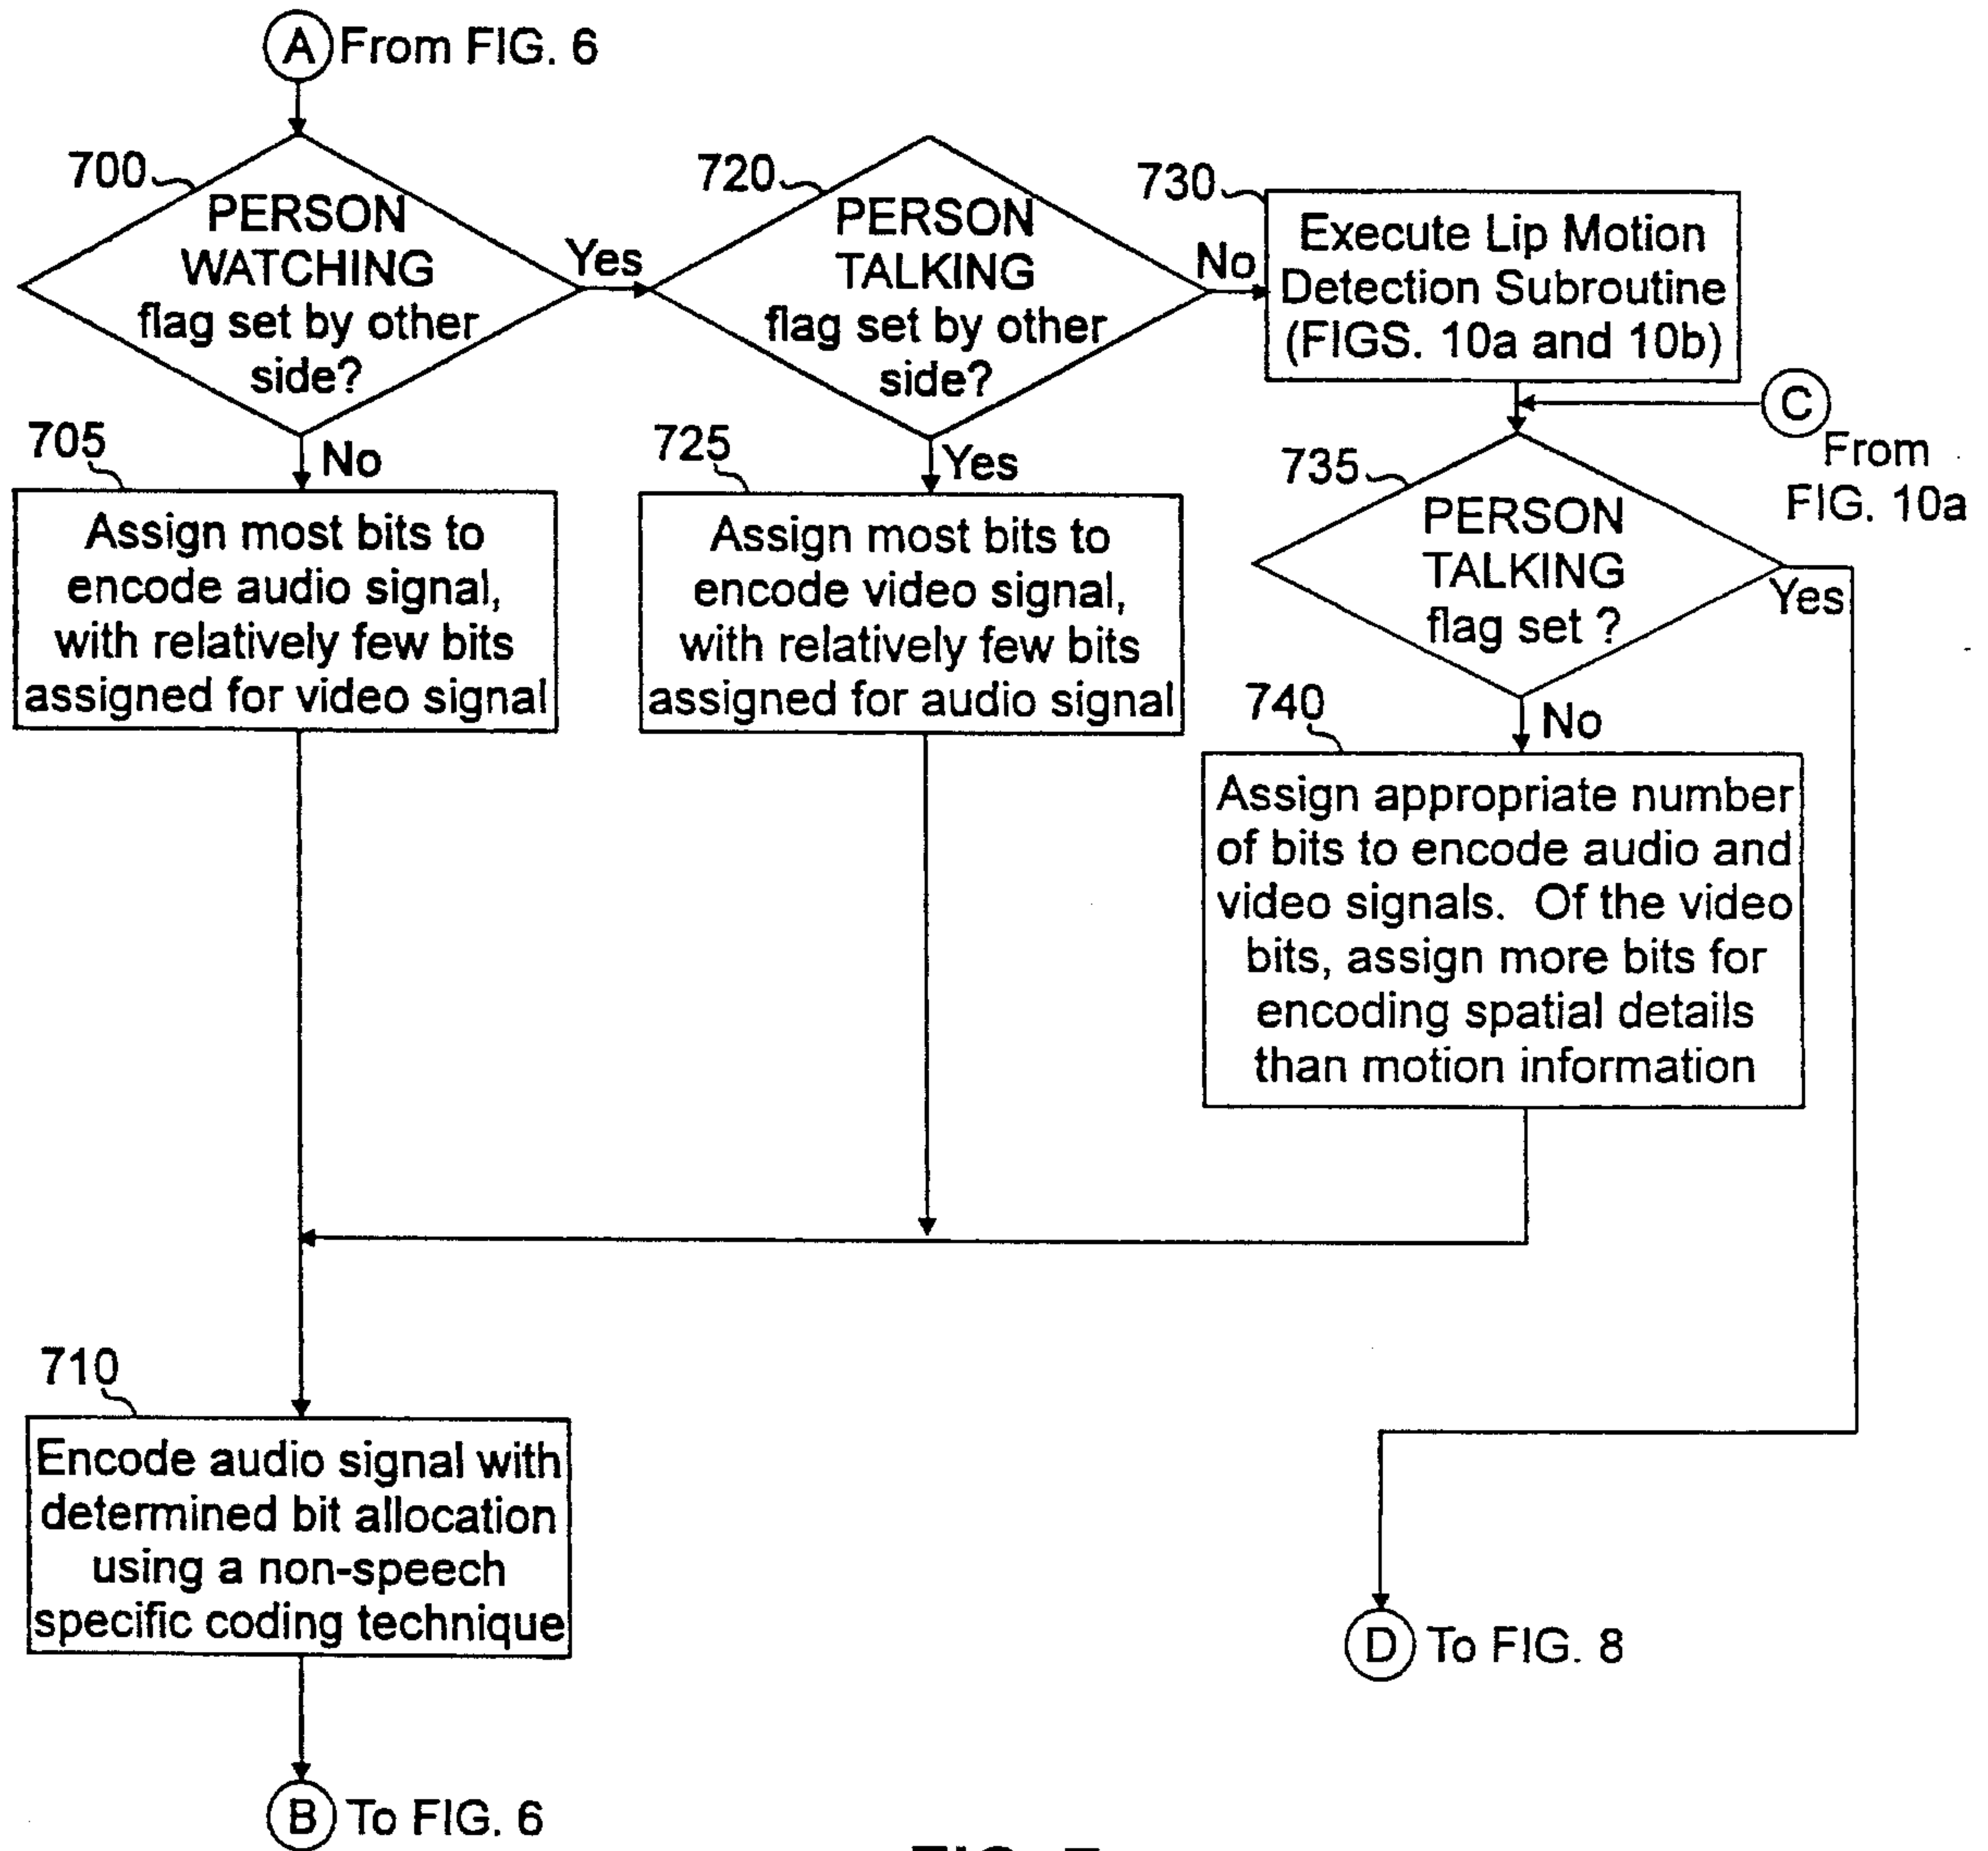 A From FIG. 6
700
PERSON
WATCHING
flag set by other
side?
Yes
No
720
PERSON
TALKING
flag set by other
side?
No
Yes
730
Execute Lip Motion
Detection Subroutine
(FIGS. 10a and 10b)
C
From
FIG. 10a
735
PERSON
TALKING
flag set ?
Yes
No
705
Assign most bits to
encode audio signal,
with relatively few bits
assigned for video signal
725
Assign most bits to
encode video signal,
with relatively few bits
assigned for audio signal
740
Assign appropriate number
of bits to encode audio and
video signals. Of the video
bits, assign more bits for
encoding spatial details
than motion information
710
Encode audio signal with
determined bit allocation
using a non-speech
specific coding technique
D To FIG. 8
B To FIG. 6